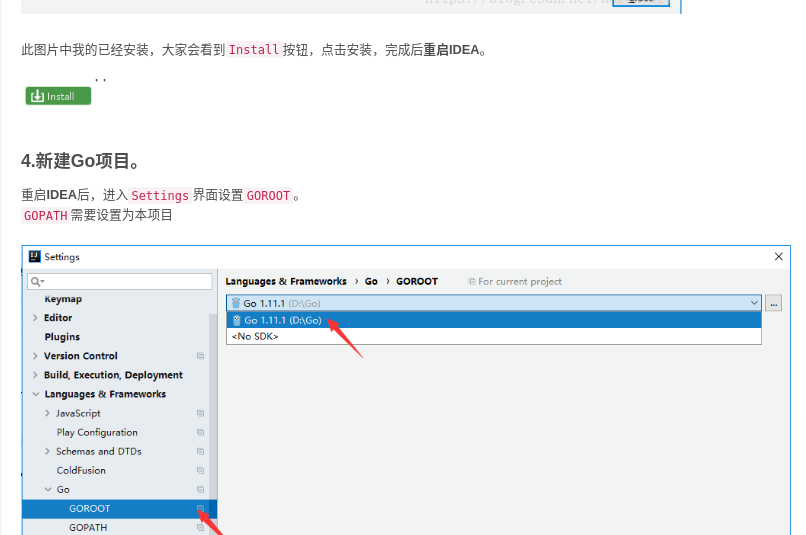 此图片中我的已经安装，大家会看到 Install 按钮，点击安装，完成后重启IDEA。
Install
4.新建Go项目。
重启IDEA后，进入 Settings 界面设置 GOROOT 。
GOPATH 需要设置为本项目
Settings
Languages & Frameworks › Go › GOROOT For current project
Keymap
Go 1.11.1 (D:\Go)
Editor
Go 1.11.1 (D:\Go)
Plugins
<No SDK>
Version Control
Build, Execution, Deployment
Languages & Frameworks
JavaScript
Play Configuration
Schemas and DTDs
ColdFusion
Go
GOROOT
GOPATH